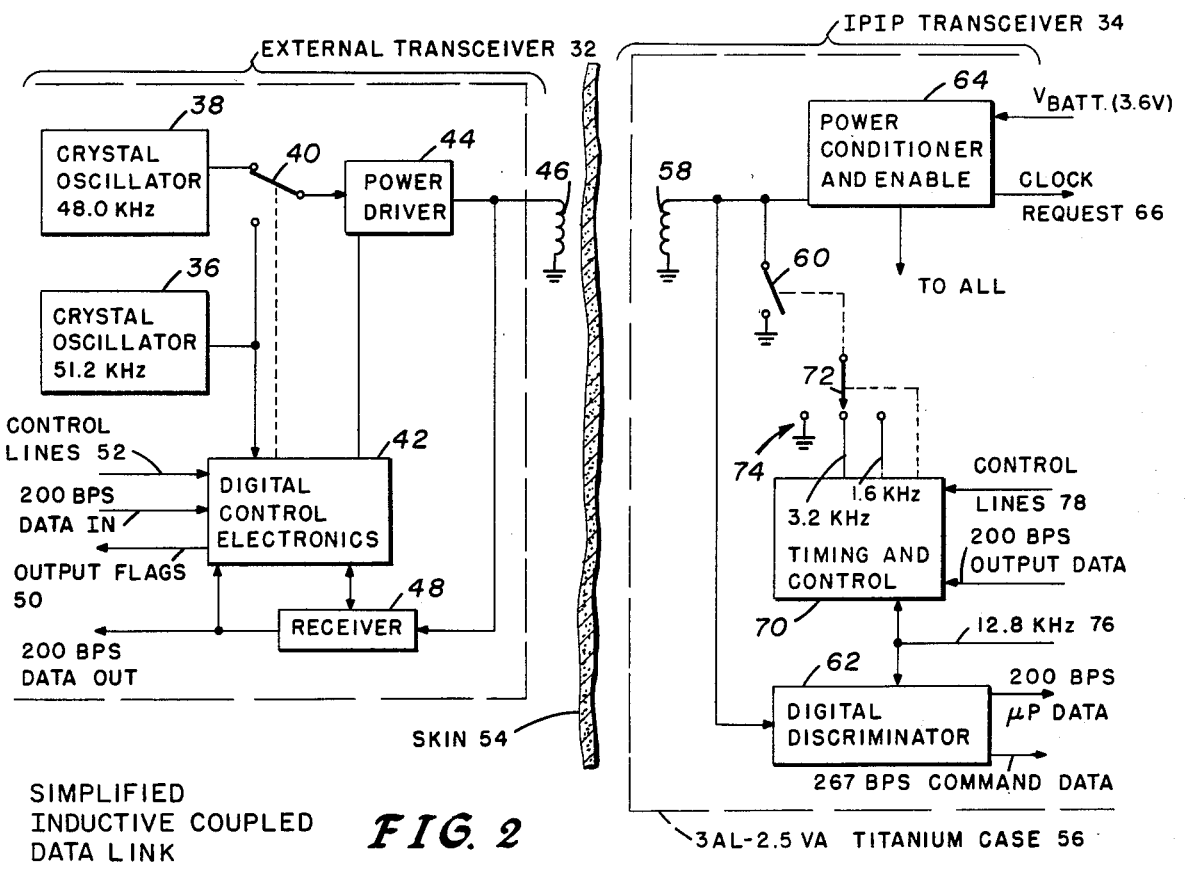 IPIP TRANSCEIVER 34
EXTERNAL TRANSCEIVER 32
38
CRYSTAL
OSCILLATOR
48.0 KHz
40
44
POWER
DRIVER
46
36
CRYSTAL
OSCILLATOR
51.2 KHz
CONTROL
LINES 52
200 BPS
DATA IN
OUTPUT FLAGS
50
42
DIGITAL
CONTROL
ELECTRONICS
48
RECEIVER
200 BPS
DATA OUT
SKIN 54
58
64
POWER
CONDITIONER
AND ENABLE
VBATT. (3.6V)
CLOCK
REQUEST 66
TO ALL
60
72
74
1.6 KHz
3.2 KHz
TIMING AND
CONTROL
70
CONTROL
LINES 78
200 BPS
OUTPUT DATA
12.8 KHz 76
62
DIGITAL
DISCRIMINATOR
200 BPS
µP DATA
267 BPS COMMAND DATA
3AL-2.5 VA TITANIUM CASE 56
SIMPLIFIED
INDUCTIVE COUPLED
DATA LINK
FIG. 2